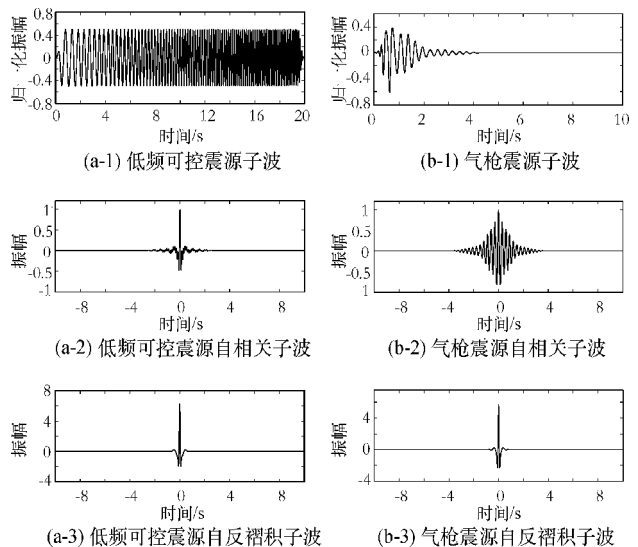 0.8
0.4
0
-0.4
-0.8
归一化振幅
0 4 8 12 16 20
时间/s
(a-1) 低频可控震源子波
0.4
0
-0.4
-0.8
归一化振幅
0 2 4 6 8 10
时间/s
(b-1) 气枪震源子波
1
0.5
0
-0.5
-1
振幅
-8 -4 0 4 8
时间/s
(a-2) 低频可控震源自相关子波
1
0.5
0
-0.5
1
振幅
-8 -4 0 4 8
时间/s
(b-2) 气枪震源自相关子波
8
4
0
-4
振幅
-8 -4 0 4 8
时间/s
(a-3) 低频可控震源自反褶积子波
4
0
-4
振幅
-8 -4 0 4 8
时间/s
(b-3) 气枪震源自反褶积子波